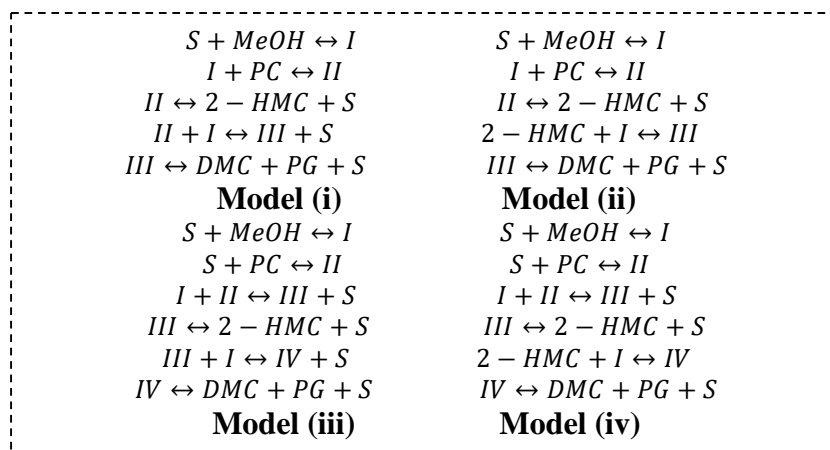 S + MeOH ↔ I
I + PC ↔ II
II ↔ 2 − HMC + S
II + I ↔ III + S
III ↔ DMC + PG + S
Model (i)
S + MeOH ↔ I
I + PC ↔ II
II ↔ 2 − HMC + S
2 − HMC + I ↔ III
III ↔ DMC + PG + S
Model (ii)
S + MeOH ↔ I
S + PC ↔ II
I + II ↔ III + S
III ↔ 2 − HMC + S
III + I ↔ IV + S
IV ↔ DMC + PG + S
Model (iii)
S + MeOH ↔ I
S + PC ↔ II
I + II ↔ III + S
III ↔ 2 − HMC + S
2 − HMC + I ↔ IV
IV ↔ DMC + PG + S
Model (iv)